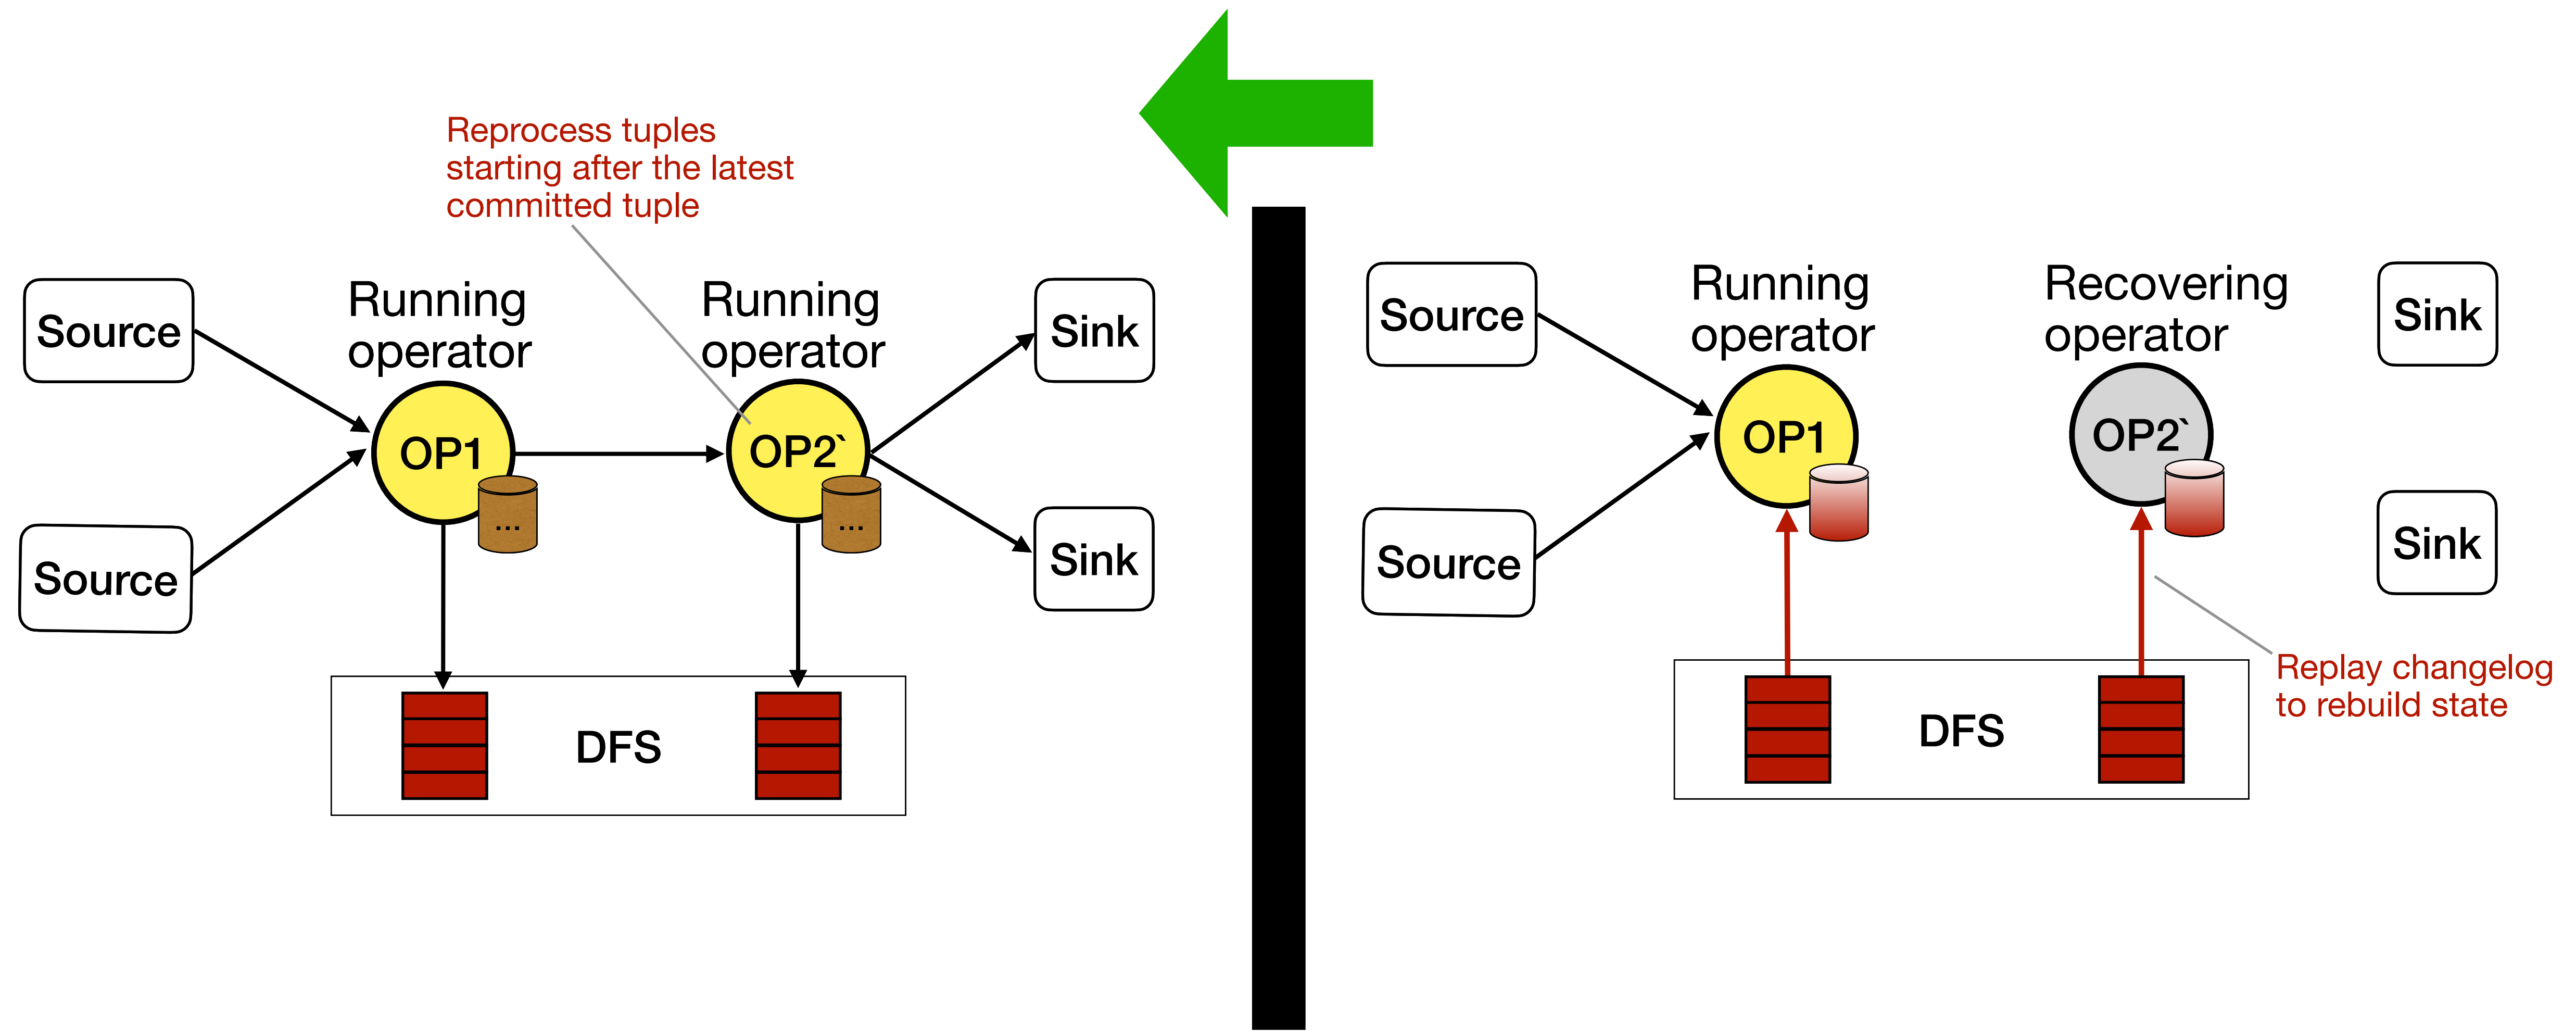 Reprocess tuples
starting after the latest
committed tuple
Source
Running
operator
Running
operator
Sink
OP1
OP2`
...
...
Source
Sink
DFS
Source
Running
operator
Recovering
operator
Sink
OP1
OP2`
Source
Sink
Replay changelog
to rebuild state
DFS